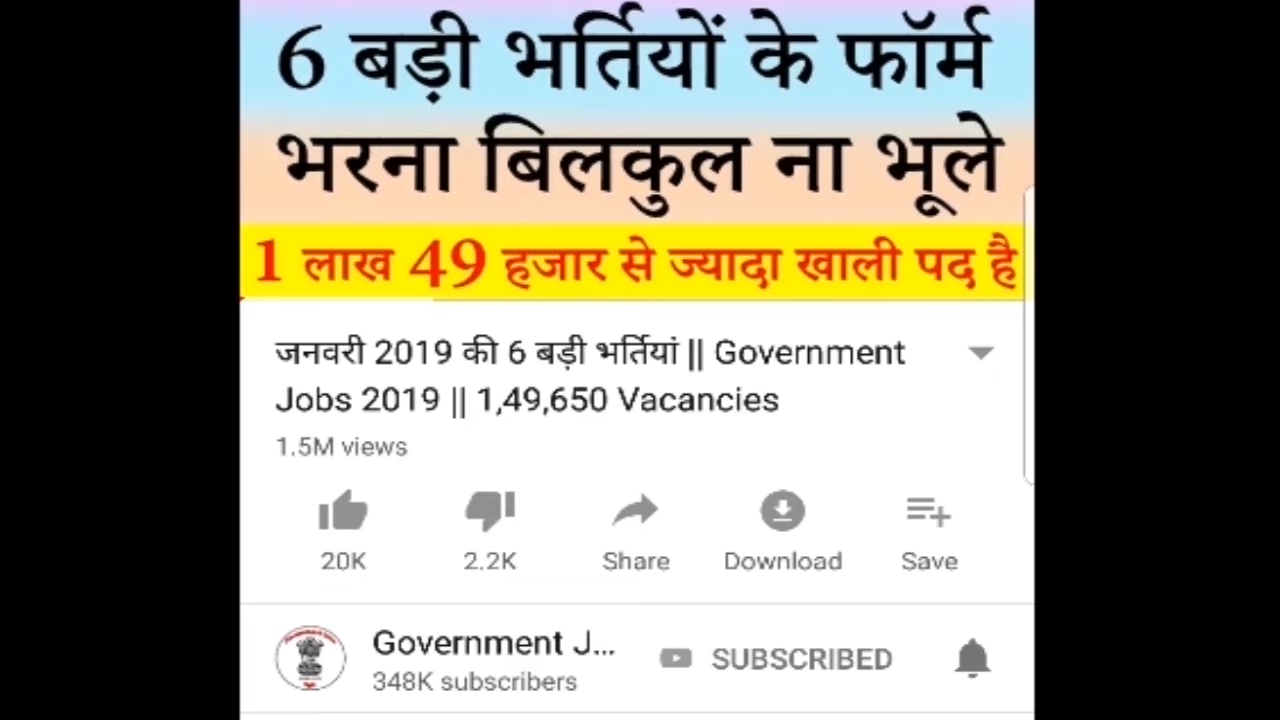 6 बड़ी भर्तियों के फॉर्म
भरना बिलकुल ना भूले
1 लाख 49 हजार से ज्यादा खाली पद है
जनवरी 2019 की 6 बड़ी भर्तियां || Government
Jobs 2019 || 1,49,650 Vacancies
1.5M views
20K 2.2K Share Download Save
Government J...
SUBSCRIBED
348K subscribers